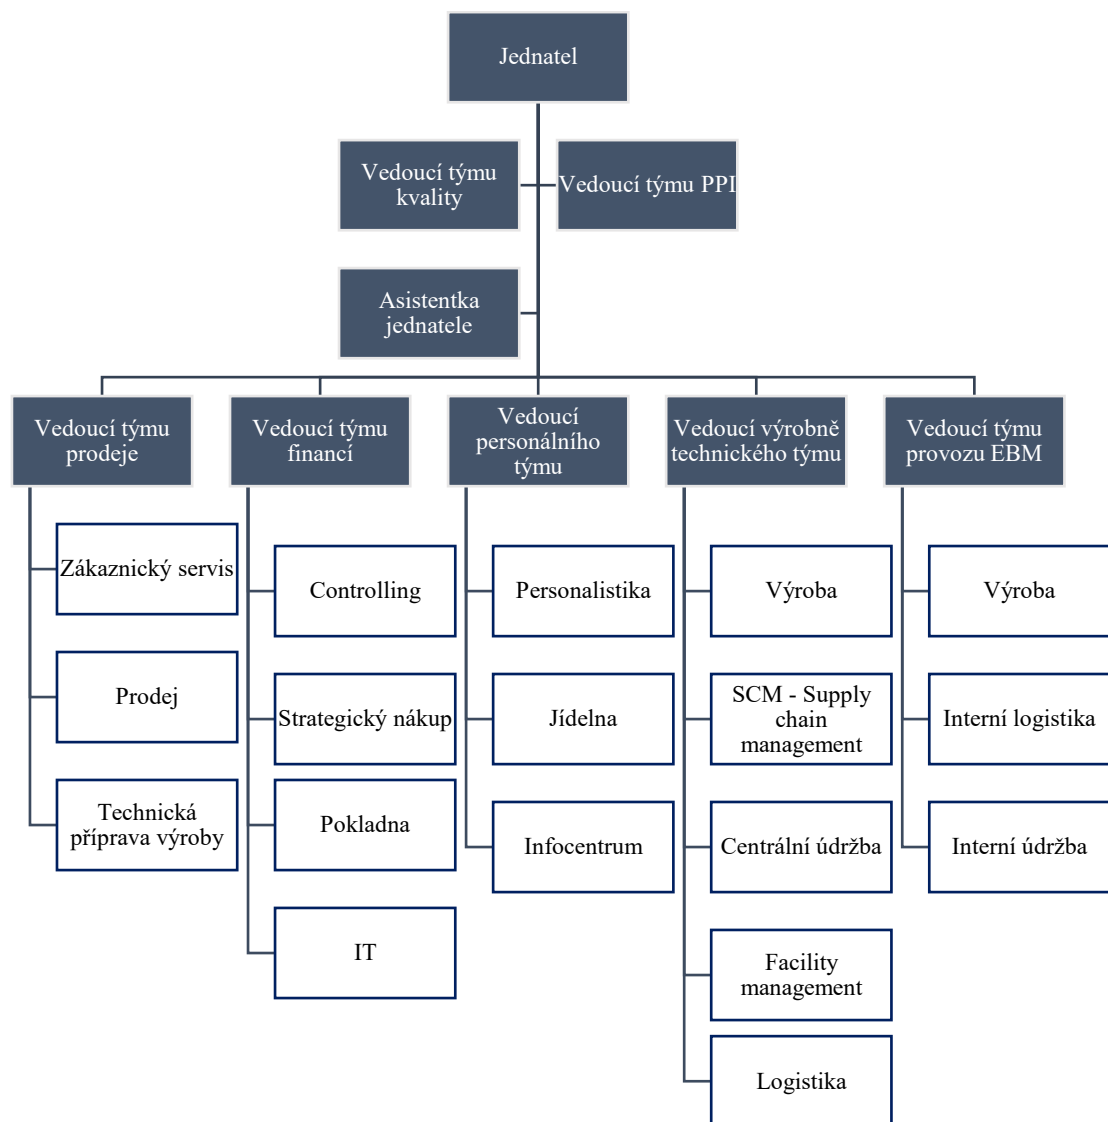 Jednatel
Vedoucí týmu
kvality
Vedoucí týmu PPI
Asistentka
jednatele
Vedoucí týmu
prodeje
Vedoucí týmu
financí
Vedoucí
personálního
týmu
Vedoucí výrobně
technického týmu
Vedoucí týmu
provozu EBM
Zákaznický servis
Prodej
Technická
příprava výroby
Controlling
Strategický nákup
Pokladna
IT
Personalistika
Jídelna
Infocentrum
Výroba
SCM - Supply
chain
management
Centrální údržba
Facility
management
Logistika
Výroba
Interní logistika
Interní údržba